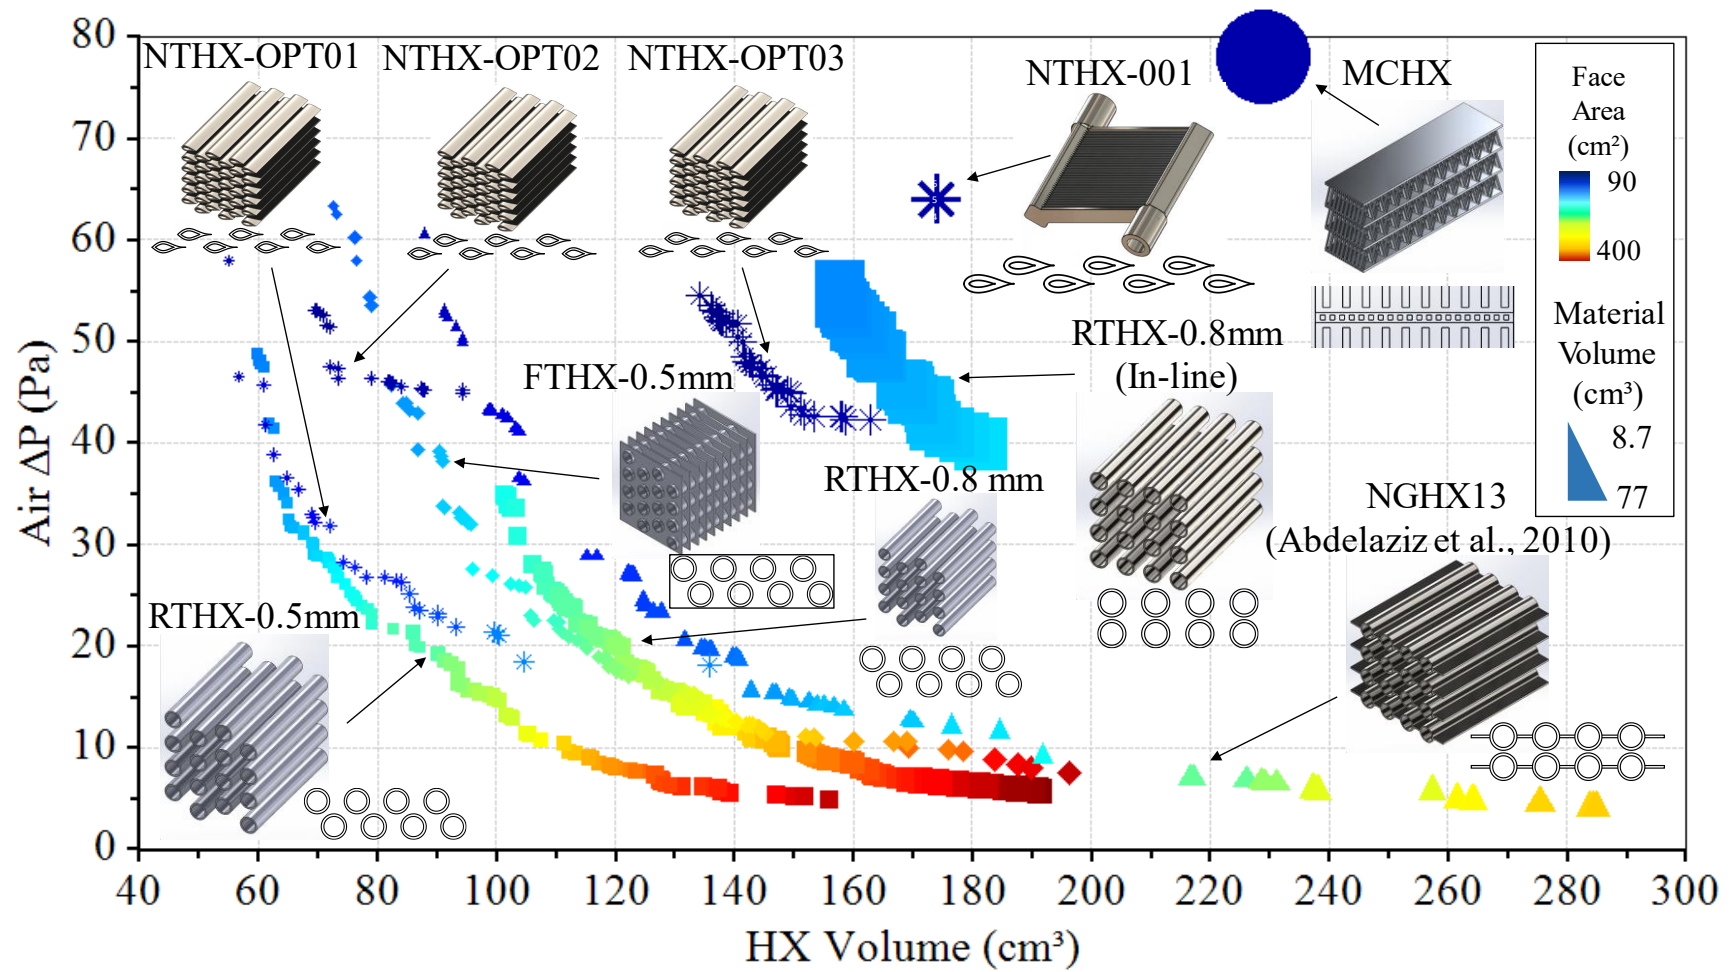 80
70
60
50
40
30
20
10
0
Air ΔP (Pa)
40
60
80
100
120
140
160
180
200
220
240
260
280
300
HX Volume (cm³)
NTHX-OPT01
NTHX-OPT02
NTHX-OPT03
NTHX-001
MCHX
FTHX-0.5mm
RTHX-0.8mm
(In-line)
RTHX-0.8 mm
NGHX13
(Abdelaziz et al., 2010)
RTHX-0.5mm
Face
Area
(cm²)
90
400
Material
Volume
(cm³)
8.7
77